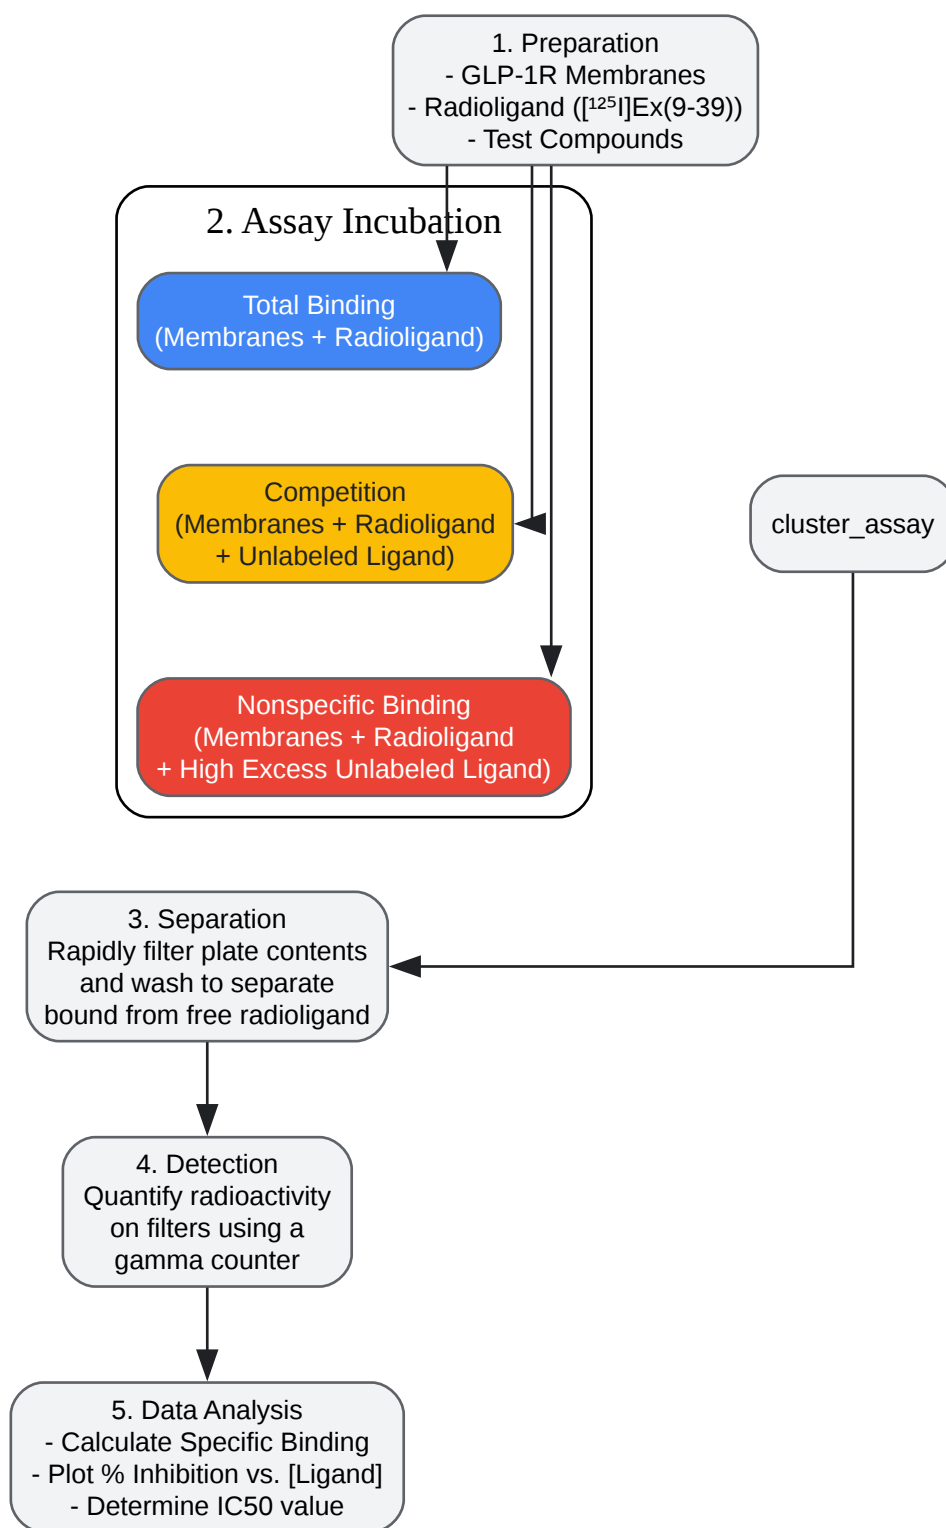 1. Preparation
- GLP-1R Membranes
- Radioligand ([¹²⁵I]Ex(9-39))
- Test Compounds
2. Assay Incubation
Total Binding
(Membranes + Radioligand)
Competition
(Membranes + Radioligand
+ Unlabeled Ligand)
cluster_assay
Nonspecific Binding
(Membranes + Radioligand
+ High Excess Unlabeled Ligand)
3. Separation
Rapidly filter plate contents
and wash to separate
bound from free radioligand
4. Detection
Quantify radioactivity
on filters using a
gamma counter
5. Data Analysis
- Calculate Specific Binding
- Plot % Inhibition vs. [Ligand]
- Determine IC50 value